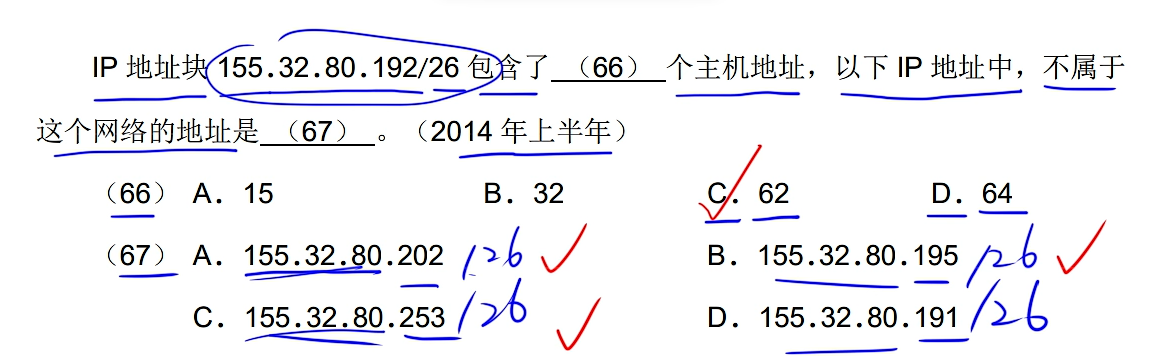 IP 地址块 155.32.80.192/26 包含了 （66） 个主机地址，以下 IP 地址中，不属于
这个网络的地址是 （67） 。（2014 年上半年）
（66） A．15 B．32 C．62 D．64
（67） A．155.32.80.202 /26 B．155.32.80.195 /26
C．155.32.80.253 /26 D．155.32.80.191 /26